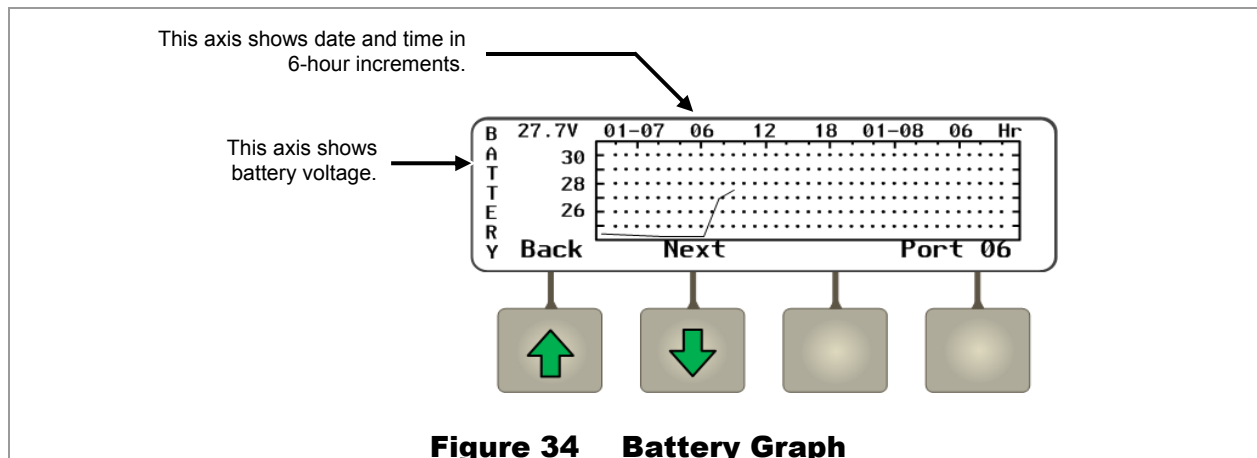 This axis shows date and time in
6-hour increments.
This axis shows
battery voltage.
BATTERY
27.7V 01-07 06 12 18 01-08 06 Hr
30
28
26
Back Next Port 06
Figure 34 Battery Graph